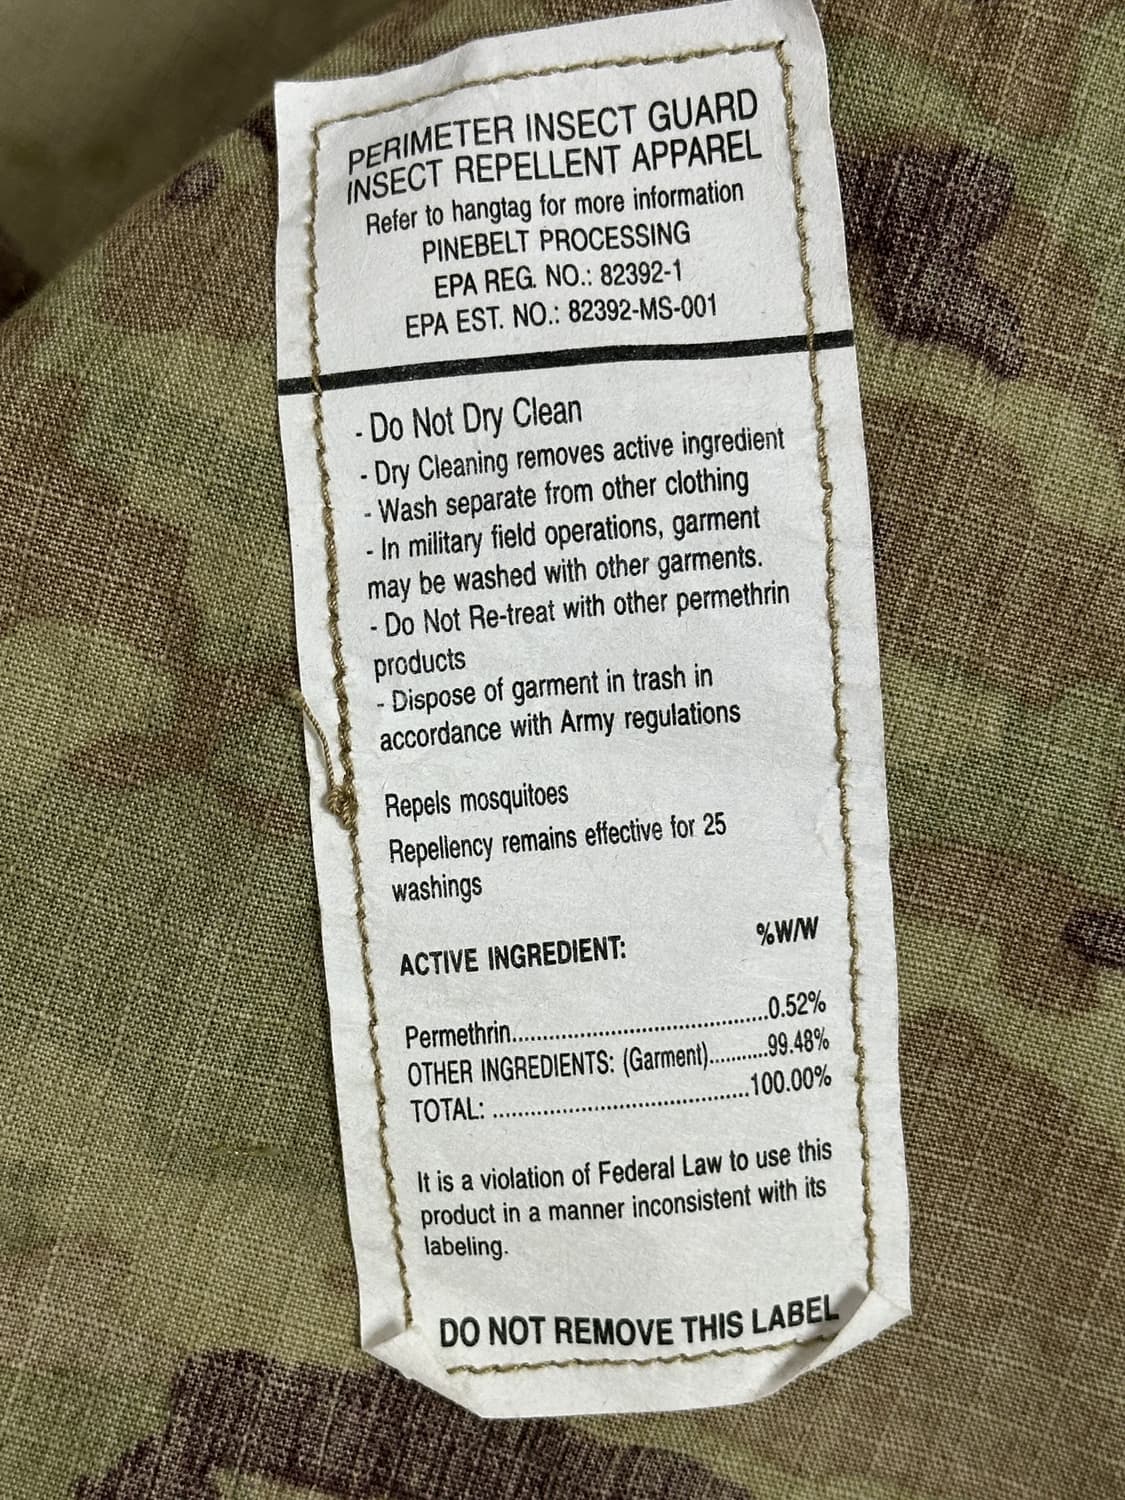 PERIMETER INSECT GUARD
INSECT REPELLENT APPAREL
Refer to hangtag for more information
PINEBELT PROCESSING
EPA REG. NO.: 82392-1
EPA EST. NO.: 82392-MS-001
- Do Not Dry Clean
- Dry Cleaning removes active ingredient
- Wash separate from other clothing
- In military field operations, garment
may be washed with other garments.
- Do Not Re-treat with other permethrin
products
- Dispose of garment in trash in
accordance with Army regulations
Repels mosquitoes
Repellency remains effective for 25
washings
ACTIVE INGREDIENT: %W/W
Permethrin.......................................0.52%
OTHER INGREDIENTS: (Garment)..........99.48%
TOTAL: .......................................100.00%
It is a violation of Federal Law to use this
product in a manner inconsistent with its
labeling.
DO NOT REMOVE THIS LABEL